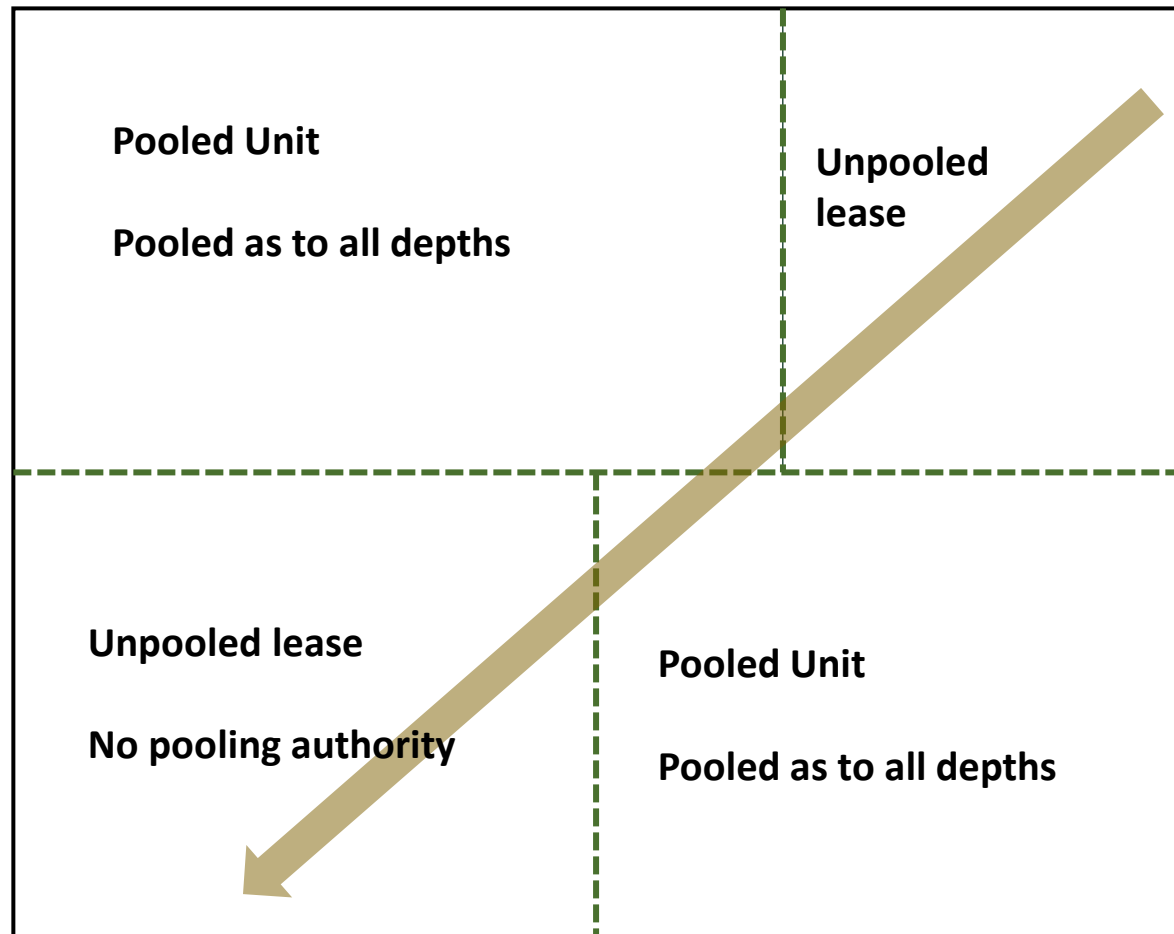 Pooled Unit
Pooled as to all depths
Unpooled
lease
Unpooled lease
No pooling authority
Pooled Unit
Pooled as to all depths